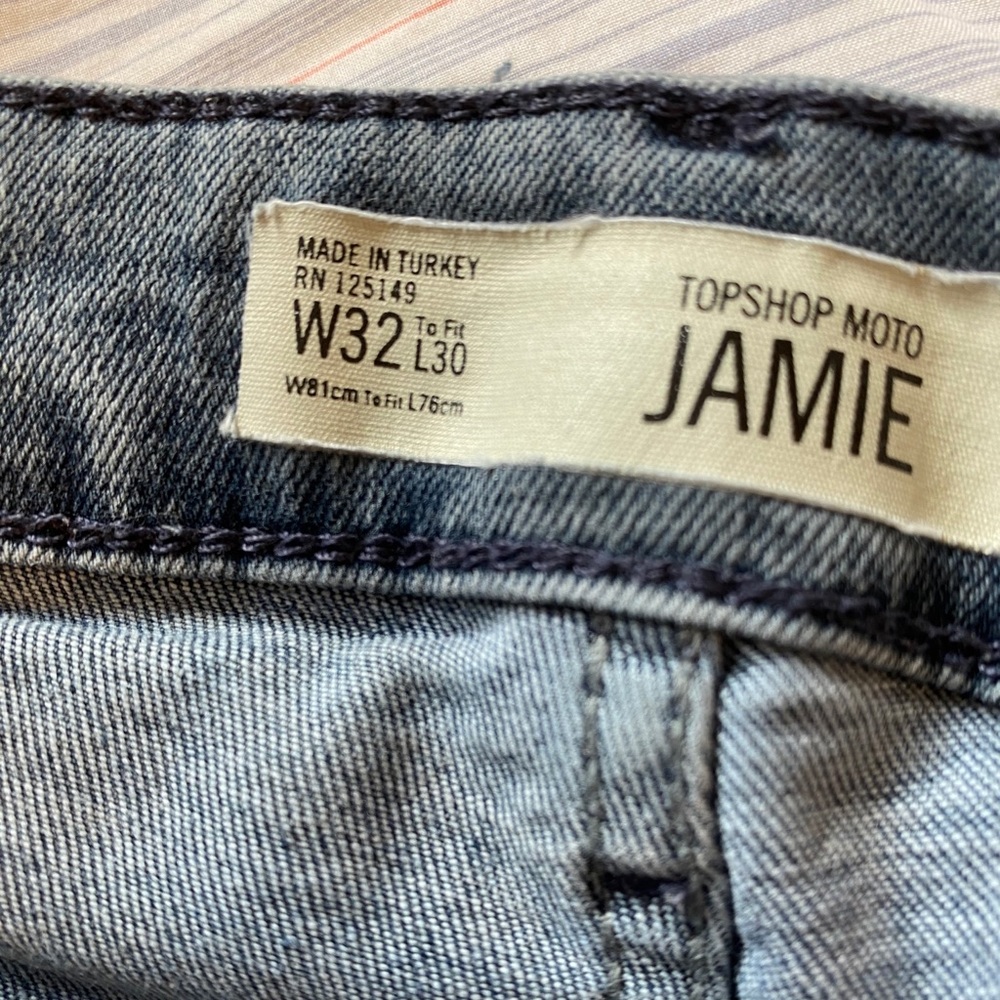 MADE IN TURKEY
RN 125149
W32 To Fit L30
W81cm To Fit L76cm
TOPSHOP MOTO
JAMIE